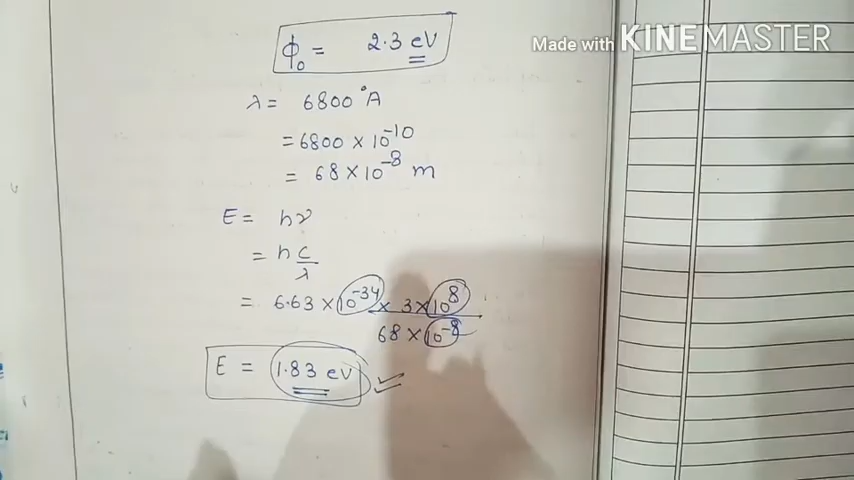 Made with KINEMASTER
ϕ₀ = 2.3 eV
λ = 6800 °A
= 6800 × 10⁻¹⁰
= 68 × 10⁻⁸ m
E = hν
= h c/λ
= 6.63 × 10⁻³⁴ × 3 × 10⁸
68 × 10⁻⁸
E = 1.83 eV